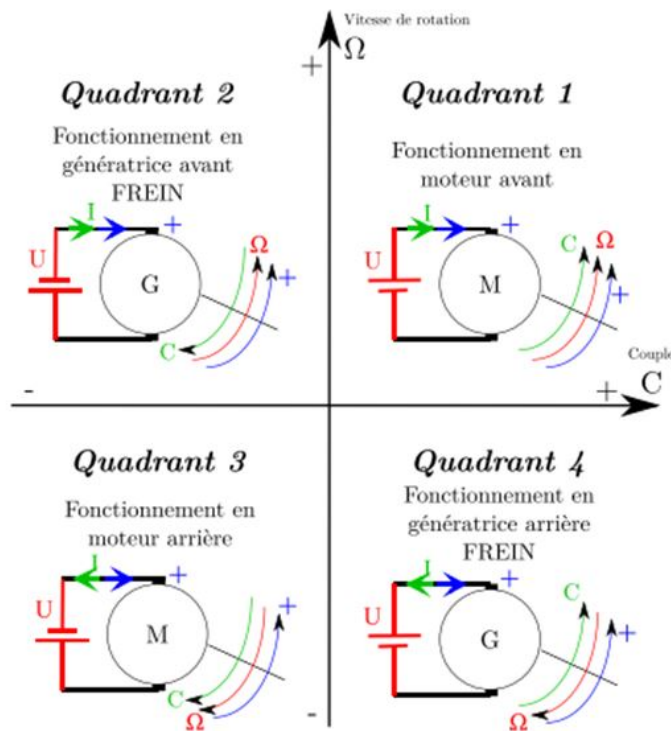 Vitesse de rotation
Ω
+
Quadrant 2
Fonctionnement en
génératrice avant
FREIN
I
+
U
G
Ω
+
C
Quadrant 1
Fonctionnement en
moteur avant
I
+
U
M
C
Ω
+
Couple
-
+
C
Quadrant 3
Fonctionnement en
moteur arrière
I
+
U
M
+
C
Ω
Quadrant 4
Fonctionnement en
génératrice arrière
FREIN
I
+
U
G
C
+
Ω
-